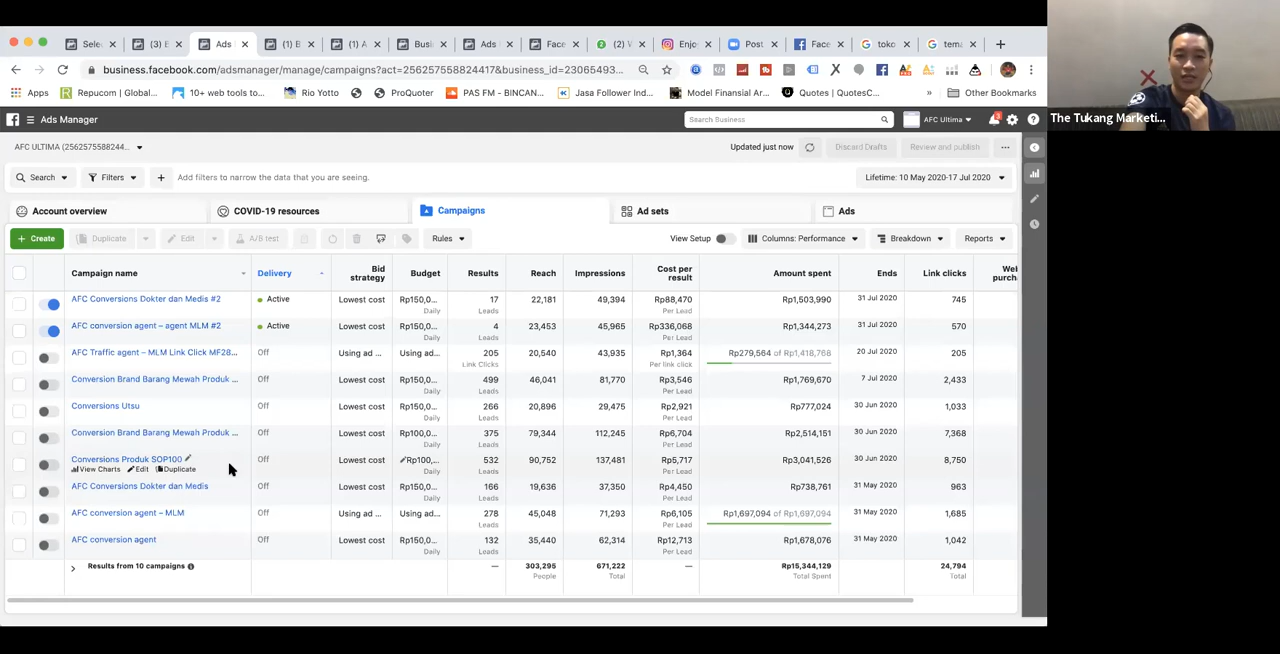 Selec
(3) E
Ads
(1) B
(1) A
Busi
Ads
Face
(2) W
Enjo
Post
Face
toko
tema
business.facebook.com/adsmanager/manage/campaigns?act=25625755882441​7&business_id=23065493...
Apps
Repucom | Global...
10+ web tools to...
Rio Yotto
ProQuoter
PAS FM - BINCAN...
Jasa Follower Ind...
Model Finansial Ar...
Quotes | QuotesC...
»
Other Bookmarks
Ads Manager
Search Business
AFC Ultima
The Tukang Marketi...
AFC ULTIMA (2562575588244...
Updated just now
Discard Drafts
Review and publish
Search
Filters
Add filters to narrow the data that you are seeing.
Lifetime: 10 May 2020-17 Jul 2020
Account overview
COVID-19 resources
Campaigns
Ad sets
Ads
+ Create
Duplicate
Edit
A/B test
Rules
View Setup
Columns: Performance
Breakdown
Reports
Campaign name Delivery Bid strategy Budget Results Reach Impressions Cost per result Amount spent Ends Link clicks Web purch
AFC Conversions Dokter dan Medis #2 Active Lowest cost Rp150,0... 17 22,181 49,394 Rp88,470 Rp1,503,990 31 Jul 2020 745
Daily Leads Per Lead
AFC conversion agent – agent MLM #2 Active Lowest cost Rp150,0... 4 23,453 45,965 Rp336,068 Rp1,344,273 31 Jul 2020 570
Daily Leads Per Lead
AFC Traffic agent – MLM Link Click MF28... Off Using ad ... Using ad... 205 20,540 43,935 Rp1,364 Rp279,564 of Rp1,418,768 20 Jul 2020 205
Link Clicks Per link click
Conversion Brand Barang Mewah Produk ... Off Lowest cost Rp150,0... 499 46,041 81,770 Rp3,546 Rp1,769,670 7 Jul 2020 2,433
Daily Leads Per Lead
Conversions Utsu Off Lowest cost Rp150,0... 266 20,896 29,475 Rp2,921 Rp777,024 30 Jun 2020 1,033
Daily Leads Per Lead
Conversion Brand Barang Mewah Produk ... Off Lowest cost Rp100,0... 375 79,344 112,245 Rp6,704 Rp2,514,151 30 Jun 2020 7,368
Daily Leads Per Lead
Conversions Produk SOP100 Off Lowest cost Rp100,... 532 90,752 137,481 Rp5,717 Rp3,041,526 30 Jun 2020 8,750
View Charts Edit Duplicate Daily Leads Per Lead
AFC Conversions Dokter dan Medis Off Lowest cost Rp150,0... 166 19,636 37,350 Rp4,450 Rp738,761 31 May 2020 963
Daily Leads Per Lead
AFC conversion agent – MLM Off Using ad ... Using ad... 278 45,048 71,293 Rp6,105 Rp1,697,094 of Rp1,697,094 31 May 2020 1,685
Leads Per Lead
AFC conversion agent Off Lowest cost Rp150,0... 132 35,440 62,314 Rp12,713 Rp1,678,076 31 May 2020 1,042
Daily Leads Per Lead
Results from 10 campaigns — 303,295 671,222 — Rp15,344,129 24,794
People Total Total Spent Total